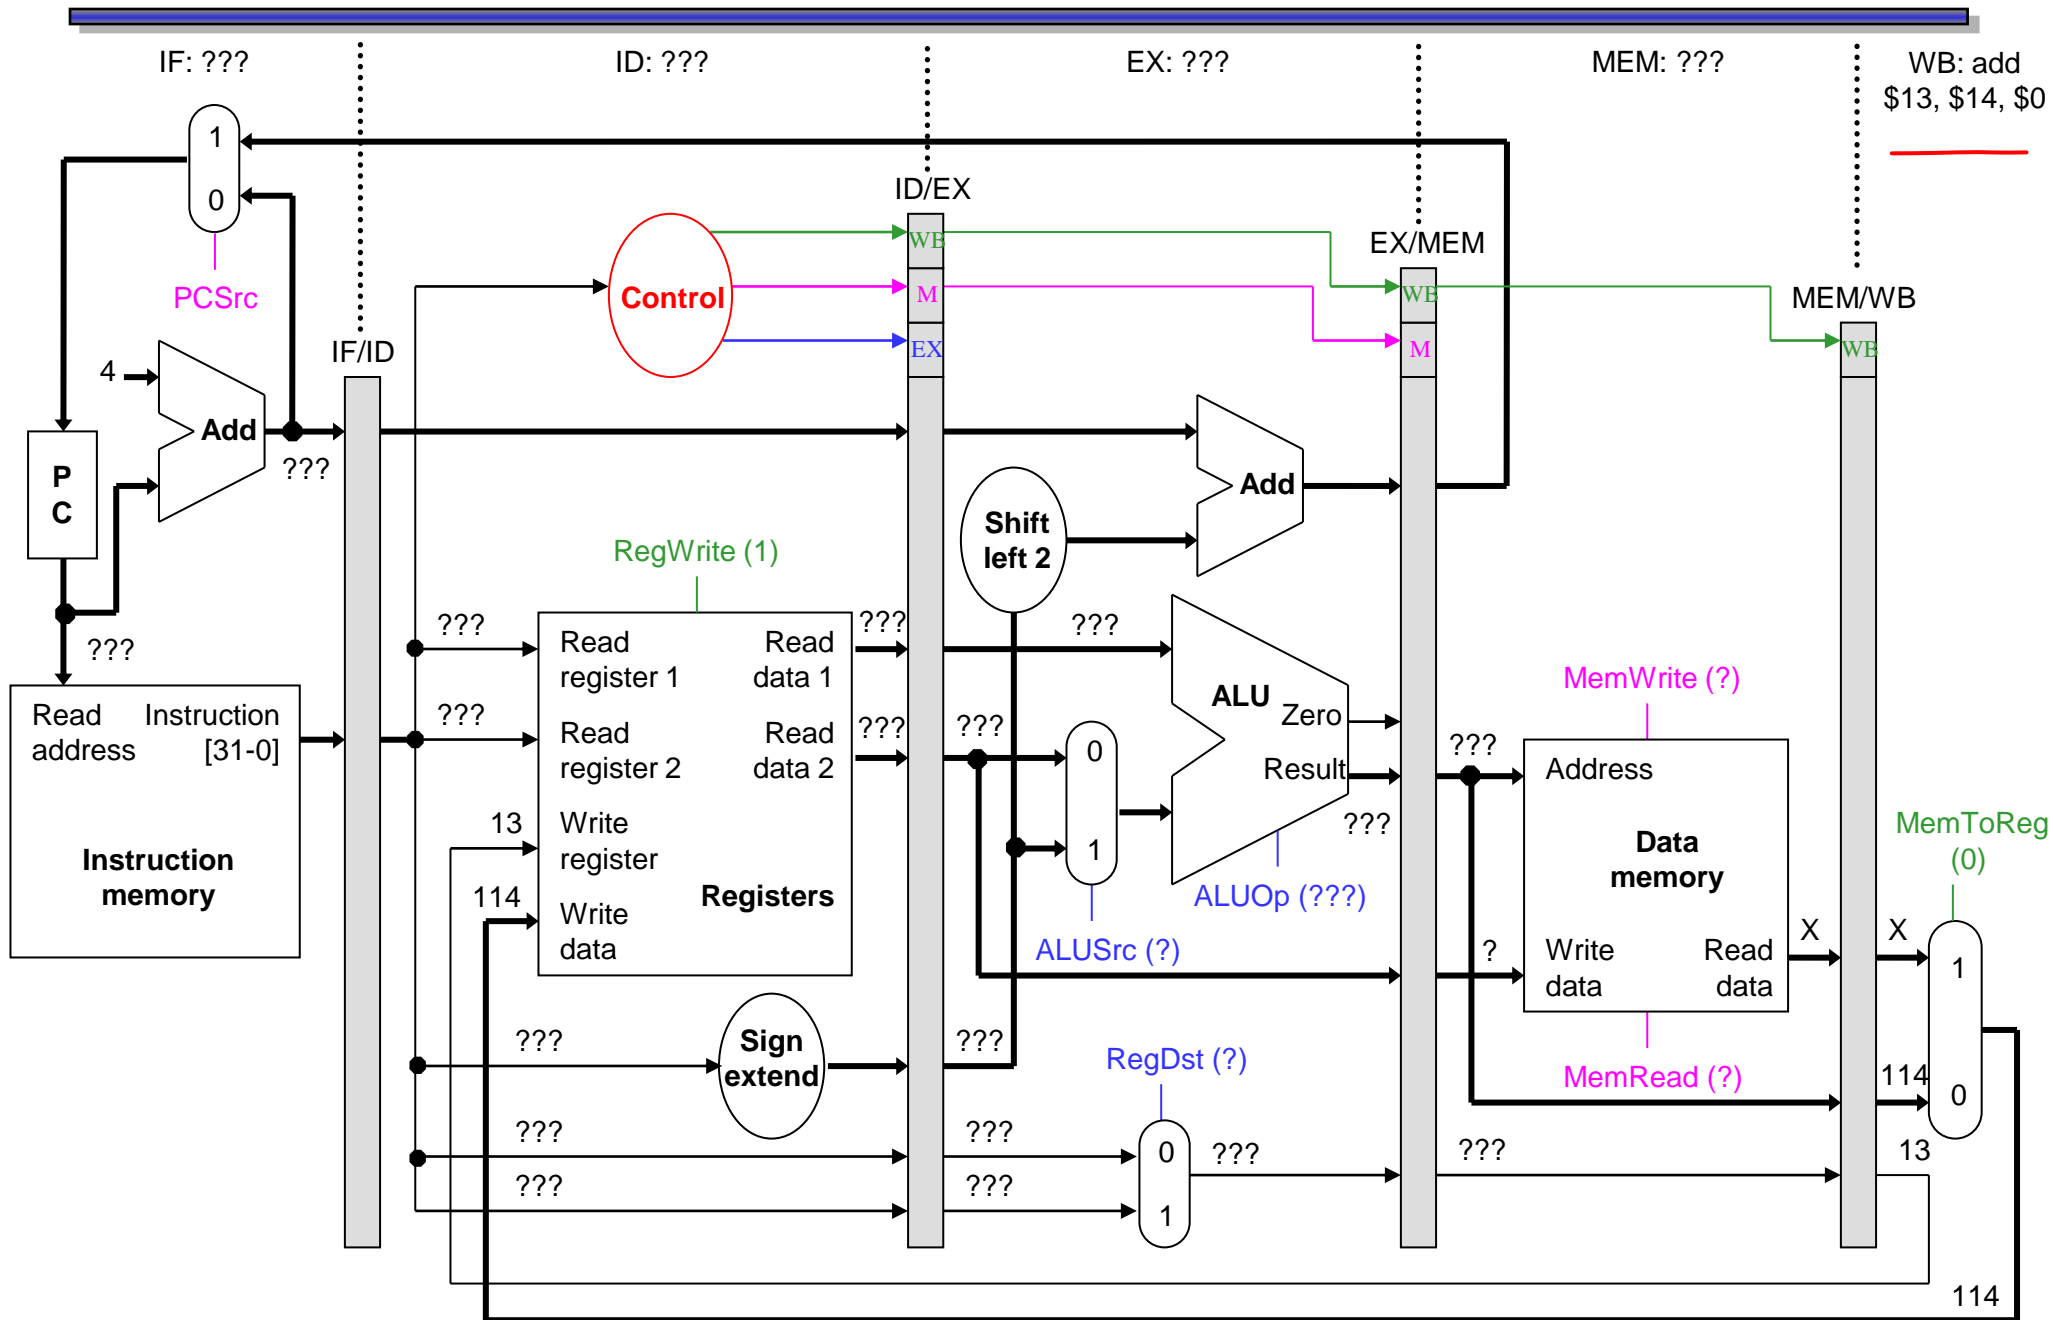 IF: ???
ID: ???
EX: ???
MEM: ???
WB: add
$13, $14, $0
1
0
PCSrc
4
Add
???
P
C
???
Read
address
Instruction
[31-0]
Instruction
memory
IF/ID
Control
ID/EX
WB
M
EX
EX/MEM
WB
M
MEM/WB
WB
RegWrite (1)
???
Read
register 1
Read
data 1
???
???
Read
register 2
Read
data 2
???
13
Write
register
114
Write
data
Registers
???
Sign
extend
???
???
Shift
left 2
Add
???
???
0
1
ALUSrc (?)
ALU
Zero
Result
???
ALUOp (???)
???
RegDst (?)
???
???
0
1
???
MemWrite (?)
???
Address
Data
memory
?
Write
data
Read
data
X
MemRead (?)
???
X
MemToReg
(0)
1
0
114
13
114